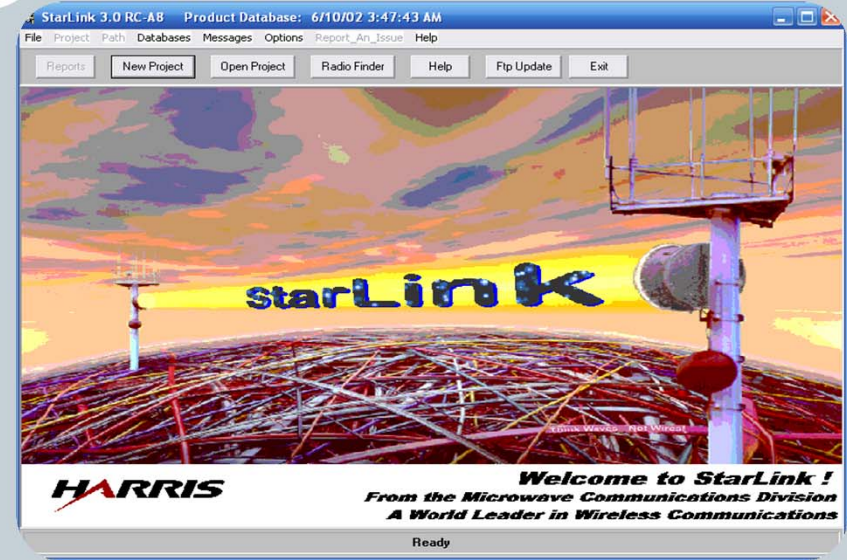 StarLink 3.0 RC-A8 Product Database: 6/10/02 3:47:43 AM
File Project Path Databases Messages Options Report_An_Issue Help
Reports New Project Open Project Radio Finder Help Ftp Update Exit
StarLink
Think Waves Not Wires!
HARRIS
Welcome to StarLink !
From the Microwave Communications Division
A World Leader in Wireless Communications
Ready